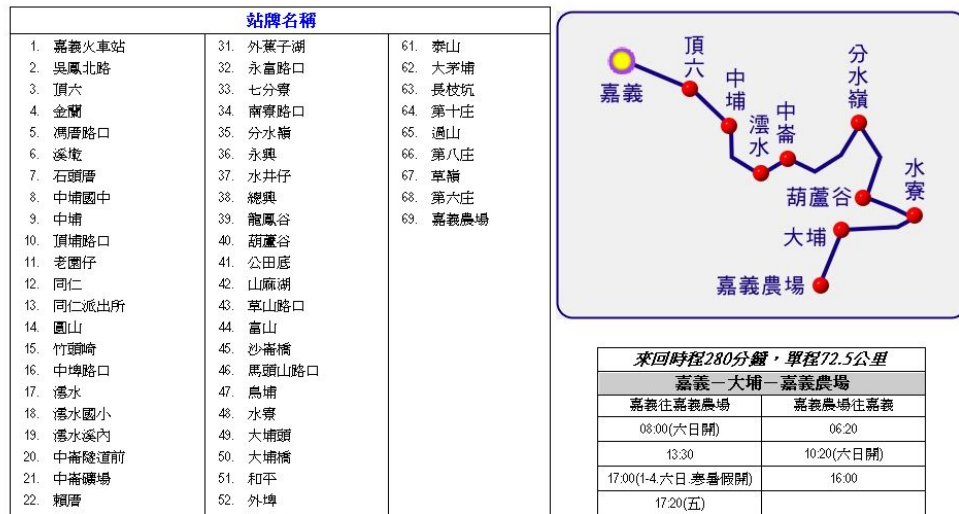 站牌名稱
1. 嘉義火車站
2. 吳鳳北路
3. 頂六
4. 金蘭
5. 馮厝路口
6. 溪墘
7. 石頭厝
8. 中埔國中
9. 中埔
10. 頂埔路口
11. 老園仔
12. 同仁
13. 同仁派出所
14. 圓山
15. 竹頭崎
16. 中埤路口
17. 澐水
18. 澐水國小
19. 澐水溪內
20. 中崙隧道前
21. 中崙礦場
22. 賴厝
31. 外蕉子湖
32. 永富路口
33. 七分寮
34. 南寮路口
35. 分水嶺
36. 永興
37. 水井仔
38. 總興
39. 龍鳳谷
40. 葫蘆谷
41. 公田底
42. 山麻湖
43. 草山路口
44. 富山
45. 沙崙橋
46. 馬頭山路口
47. 鳥埔
48. 水寮
49. 大埔頭
50. 大埔橋
51. 和平
52. 外埤
61. 泰山
62. 大茅埔
63. 長枝坑
64. 第十庄
65. 過山
66. 第八庄
67. 草嶺
68. 第六庄
69. 嘉義農場
嘉義
頂六
中埔
澐水
中崙
分水嶺
葫蘆谷
水寮
大埔
嘉義農場
來回時程280分鐘，單程72.5公里
嘉義－大埔－嘉義農場
嘉義往嘉義農場 嘉義農場往嘉義
08:00(六日開) 06:20
13:30 10:20(六日開)
17:00(1-4.六日.寒暑假開) 16:00
17:20(五)